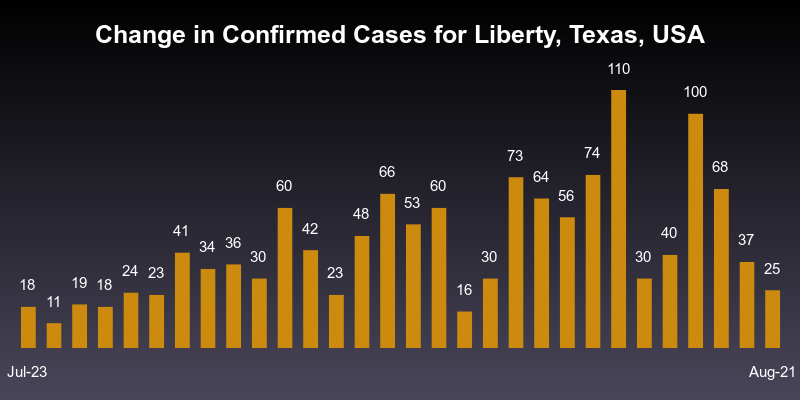 Change in Confirmed Cases for Liberty, Texas, USA
18 11 19 18 24 23 41 34 36 30 60 42 23 48 66 53 60 16 30 73 64 56 74 110 30 40 100 68 37 25
Jul-23 Aug-21